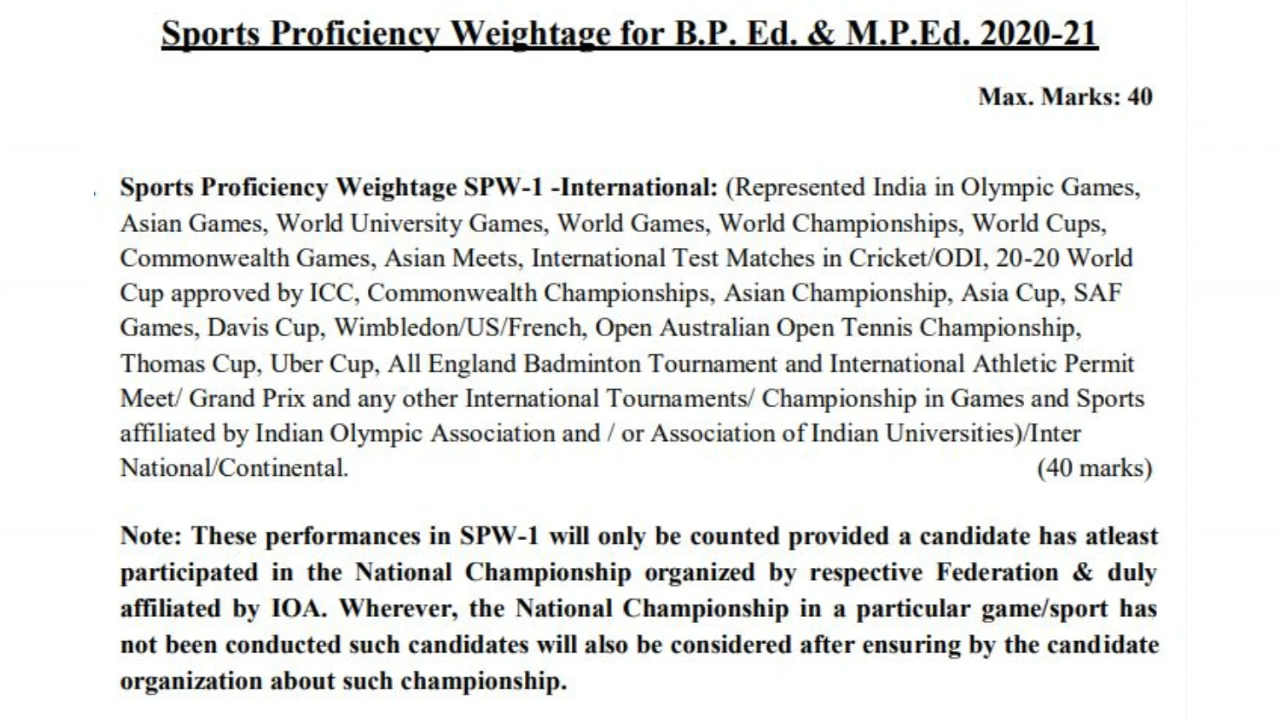 Sports Proficiency Weightage for B.P. Ed. & M.P.Ed. 2020-21
Max. Marks: 40
Sports Proficiency Weightage SPW-1 -International: (Represented India in Olympic Games,
Asian Games, World University Games, World Games, World Championships, World Cups,
Commonwealth Games, Asian Meets, International Test Matches in Cricket/ODI, 20-20 World
Cup approved by ICC, Commonwealth Championships, Asian Championship, Asia Cup, SAF
Games, Davis Cup, Wimbledon/US/French, Open Australian Open Tennis Championship,
Thomas Cup, Uber Cup, All England Badminton Tournament and International Athletic Permit
Meet/ Grand Prix and any other International Tournaments/ Championship in Games and Sports
affiliated by Indian Olympic Association and / or Association of Indian Universities)/Inter
National/Continental. (40 marks)
Note: These performances in SPW-1 will only be counted provided a candidate has atleast
participated in the National Championship organized by respective Federation & duly
affiliated by IOA. Wherever, the National Championship in a particular game/sport has
not been conducted such candidates will also be considered after ensuring by the candidate
organization about such championship.